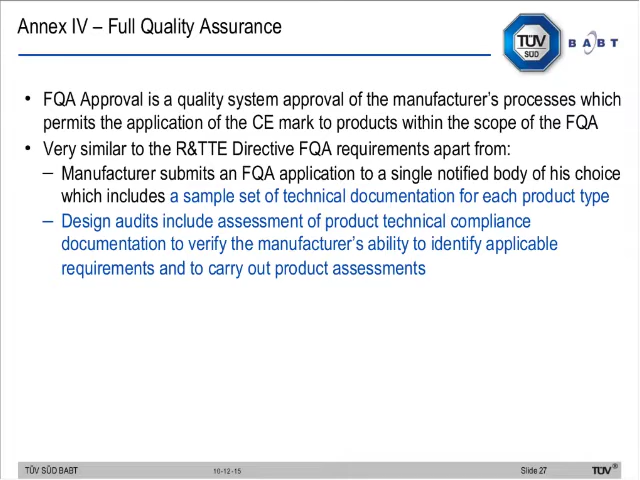 Annex IV – Full Quality Assurance
TÜV
SÜD
BABT
• FQA Approval is a quality system approval of the manufacturer's processes which
permits the application of the CE mark to products within the scope of the FQA
• Very similar to the R&TTE Directive FQA requirements apart from:
– Manufacturer submits an FQA application to a single notified body of his choice
which includes a sample set of technical documentation for each product type
– Design audits include assessment of product technical compliance
documentation to verify the manufacturer's ability to identify applicable
requirements and to carry out product assessments
TÜV SÜD BABT 10-12-15 Slide 27 TÜV®